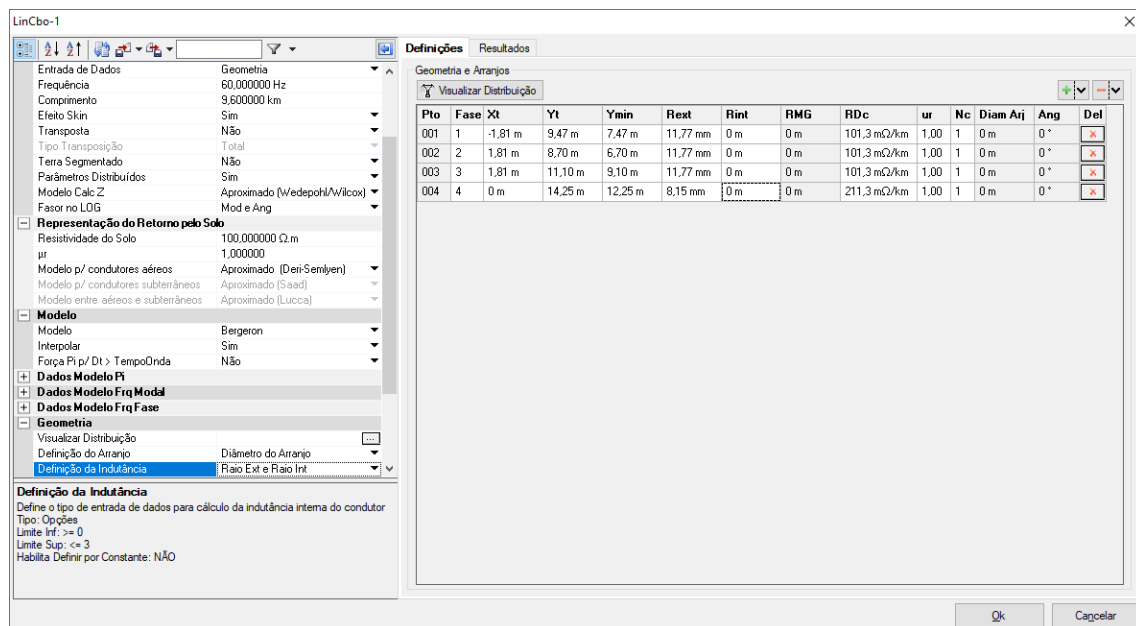 LinCbo-1
Entrada de Dados Geometria
Frequência 60,000000 Hz
Comprimento 9,600000 km
Efeito Skin Sim
Transposta Não
Tipo Transposição Total
Terra Segmentado Não
Parâmetros Distribuídos Sim
Modelo Calc Z Aproximado (Wedepohl/Wilcox)
Fasor no LOG Mod e Ang
Representação do Retorno pelo Solo
Resistividade do Solo 100,000000 Ω.m
μr 1,000000
Modelo p/ condutores aéreos Aproximado (Deri-Semlyen)
Modelo p/ condutores subterrâneos Aproximado (Saad)
Modelo entre aéreos e subterrâneos Aproximado (Lucca)
Modelo
Modelo Bergeron
Interpolar Sim
Força Pi p/ Dt > TempoOnda Não
Dados Modelo Pi
Dados Modelo Frq Modal
Dados Modelo Frq Fase
Geometria
Visualizar Distribuição ...
Definição do Arranjo Diâmetro do Arranjo
Definição da Indutância Raio Ext e Raio Int
Definição da Indutância
Define o tipo de entrada de dados para cálculo da indutância interna do condutor
Tipo: Opções
Limite Inf: >= 0
Limite Sup: <= 3
Habilita Definir por Constante: NÃO
Definições Resultados
Geometria e Arranjos
Visualizar Distribuição
Pto Fase Xt Yt Ymin Rext Rint RMG RDc ur Nc Diam Arj Ang Del
001 1 -1,81 m 9,47 m 7,47 m 11,77 mm 0 m 0 m 101,3 mΩ/km 1,00 1 0 m 0 °
002 2 1,81 m 8,70 m 6,70 m 11,77 mm 0 m 0 m 101,3 mΩ/km 1,00 1 0 m 0 °
003 3 1,81 m 11,10 m 9,10 m 11,77 mm 0 m 0 m 101,3 mΩ/km 1,00 1 0 m 0 °
004 4 0 m 14,25 m 12,25 m 8,15 mm 0 m 0 m 211,3 mΩ/km 1,00 1 0 m 0 °
Ok Cancelar